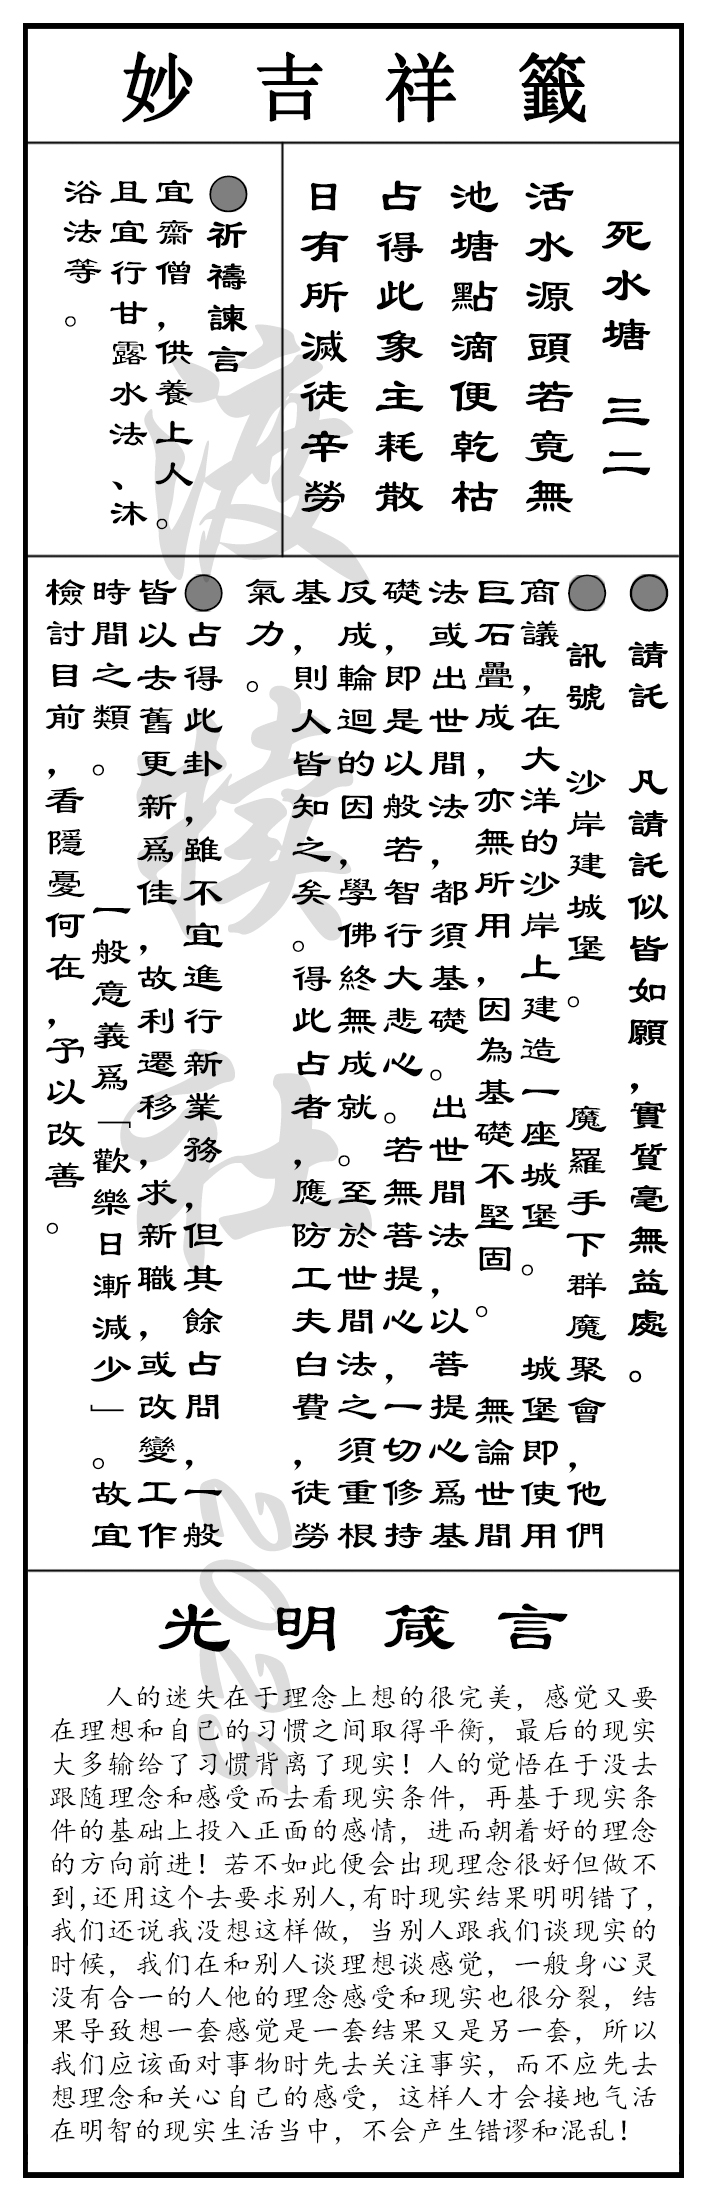 妙吉祥籤
死水塘 三二
活水源頭若竟無
池塘點滴便乾枯
占得此象主耗散
日有所滅徒辛勞
●祈禱諫言
宜齋僧，供養上人。
且宜行甘露水法、沐
浴法等。
● 請託 凡請託似皆如願，實質毫無益處。
● 訊號 沙岸建城堡。 魔羅手下群魔聚會，他們
商議，在大洋的沙岸上建造一座城堡。 城堡即使用
巨石疊成，亦無所用，因為基礎不堅固。 無論世間
法或出世間法，都須基礎。出世間法，以菩提心爲基
礎，即是以般若智行大悲心。若無菩提心，一切修持
反成輪迴的因，學佛終無成就。至於世間法之須重根
基，則人皆知之矣。得此占者，應防工夫白費，徒勞
氣力。
●占得此卦，雖不宜進行新業務，但其餘占問，一般
皆以去舊更新爲佳，故利遷移，求新職，或改變工作
時間之類。 一般意義爲「歡樂日漸減少」。故宜
檢討目前，看隱憂何在，予以改善。
光明箴言
人的迷失在于理念上想的很完美，感觉又要
在理想和自己的习惯之间取得平衡，最后的现实
大多输给了习惯背离了现实！人的觉悟在于没去
跟随理念和感受而去看现实条件，再基于现实条
件的基础上投入正面的感情，进而朝着好的理念
的方向前进！若不如此便会出现理念很好但做不
到,还用这个去要求别人,有时现实结果明明错了,
我们还说我没想这样做，当别人跟我们谈现实的
时候，我们在和别人谈理想谈感觉，一般身心灵
没有合一的人他的理念感受和现实也很分裂，结
果导致想一套感觉是一套结果又是另一套，所以
我们应该面对事物时先去关注事实，而不应先去
想理念和关心自己的感受，这样人才会接地气活
在明智的现实生活当中，不会产生错谬和混乱！